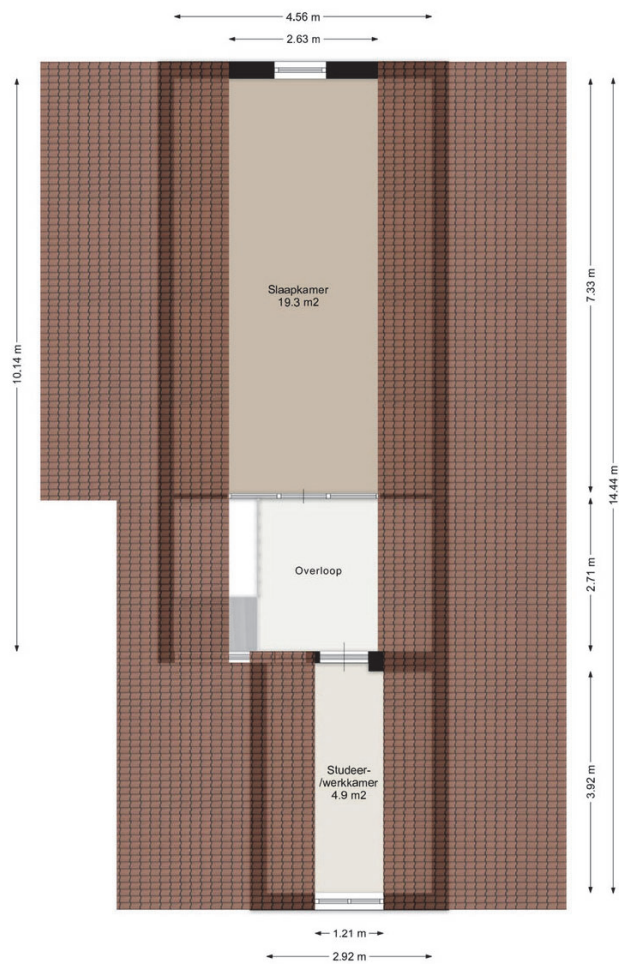 4.56 m
2.63 m
10.14 m
7.33 m
14.44 m
Slaapkamer
19.3 m2
Overloop
2.71 m
Studeer-
/werkkamer
4.9 m2
3.92 m
1.21 m
2.92 m